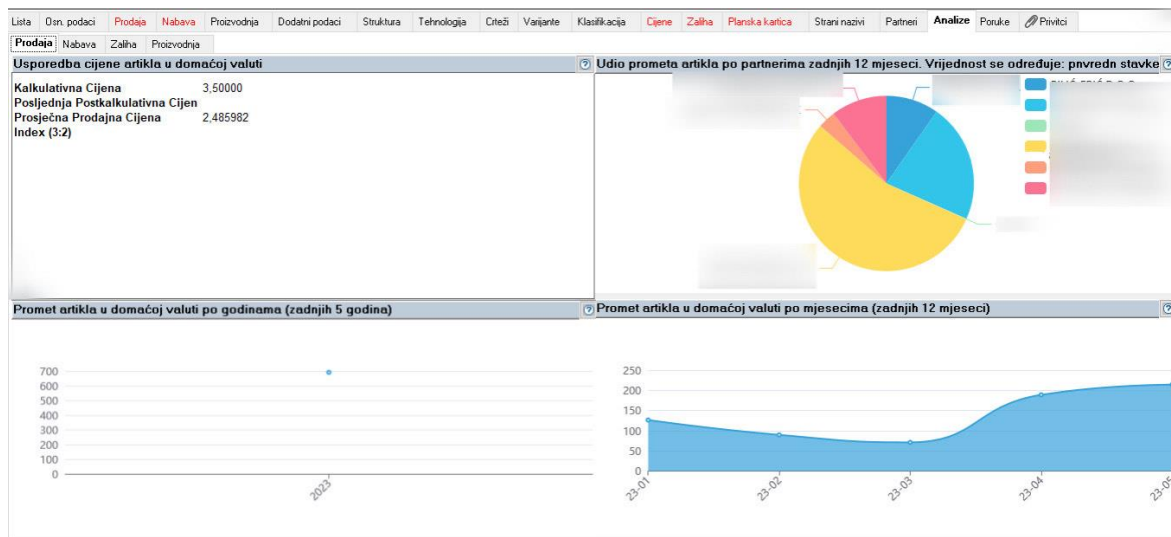 Lista Osn. podaci Prodaja Nabava Proizvodnja Dodatni podaci Struktura Tehnologija Crteži Varijante Klasifikacija Cijene Zaliha Planska kartica Strani nazivi Partneri Analize Poruke Privitci
Prodaja Nabava Zaliha Proizvodnja
Usporedba cijene artikla u domaćoj valuti
Kalkulativna Cijena 3,50000
Posljednja Postkalkulativna Cijen
Prosječna Prodajna Cijena 2,485982
Index (3:2)
Udio prometa artikla po partnerima zadnjih 12 mjeseci. Vrijednost se određuje: pnvredn stavke
Promet artikla u domaćoj valuti po godinama (zadnjih 5 godina)
700
600
500
400
300
200
100
0
2023
Promet artikla u domaćoj valuti po mjesecima (zadnjih 12 mjeseci)
250
200
150
100
50
0
23-01 23-02 23-03 23-04 23-05